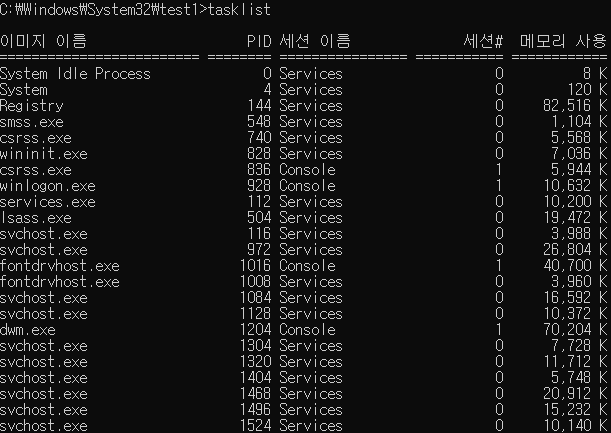 C:₩Windows₩System32₩test1>tasklist
이미지 이름 PID 세션 이름 세션# 메모리 사용
========================= ======== ================ =========== ============
System Idle Process 0 Services 0 8 K
System 4 Services 0 120 K
Registry 144 Services 0 82,516 K
smss.exe 548 Services 0 1,104 K
csrss.exe 740 Services 0 5,568 K
wininit.exe 828 Services 0 7,036 K
csrss.exe 836 Console 1 5,944 K
winlogon.exe 928 Console 1 10,632 K
services.exe 112 Services 0 10,200 K
lsass.exe 504 Services 0 19,472 K
svchost.exe 116 Services 0 3,988 K
svchost.exe 972 Services 0 26,804 K
fontdrvhost.exe 1016 Console 1 40,700 K
fontdrvhost.exe 1008 Services 0 3,960 K
svchost.exe 1084 Services 0 16,592 K
svchost.exe 1128 Services 0 10,372 K
dwm.exe 1204 Console 1 70,204 K
svchost.exe 1304 Services 0 7,728 K
svchost.exe 1320 Services 0 11,712 K
svchost.exe 1404 Services 0 5,748 K
svchost.exe 1468 Services 0 20,912 K
svchost.exe 1496 Services 0 15,232 K
svchost.exe 1524 Services 0 10,140 K